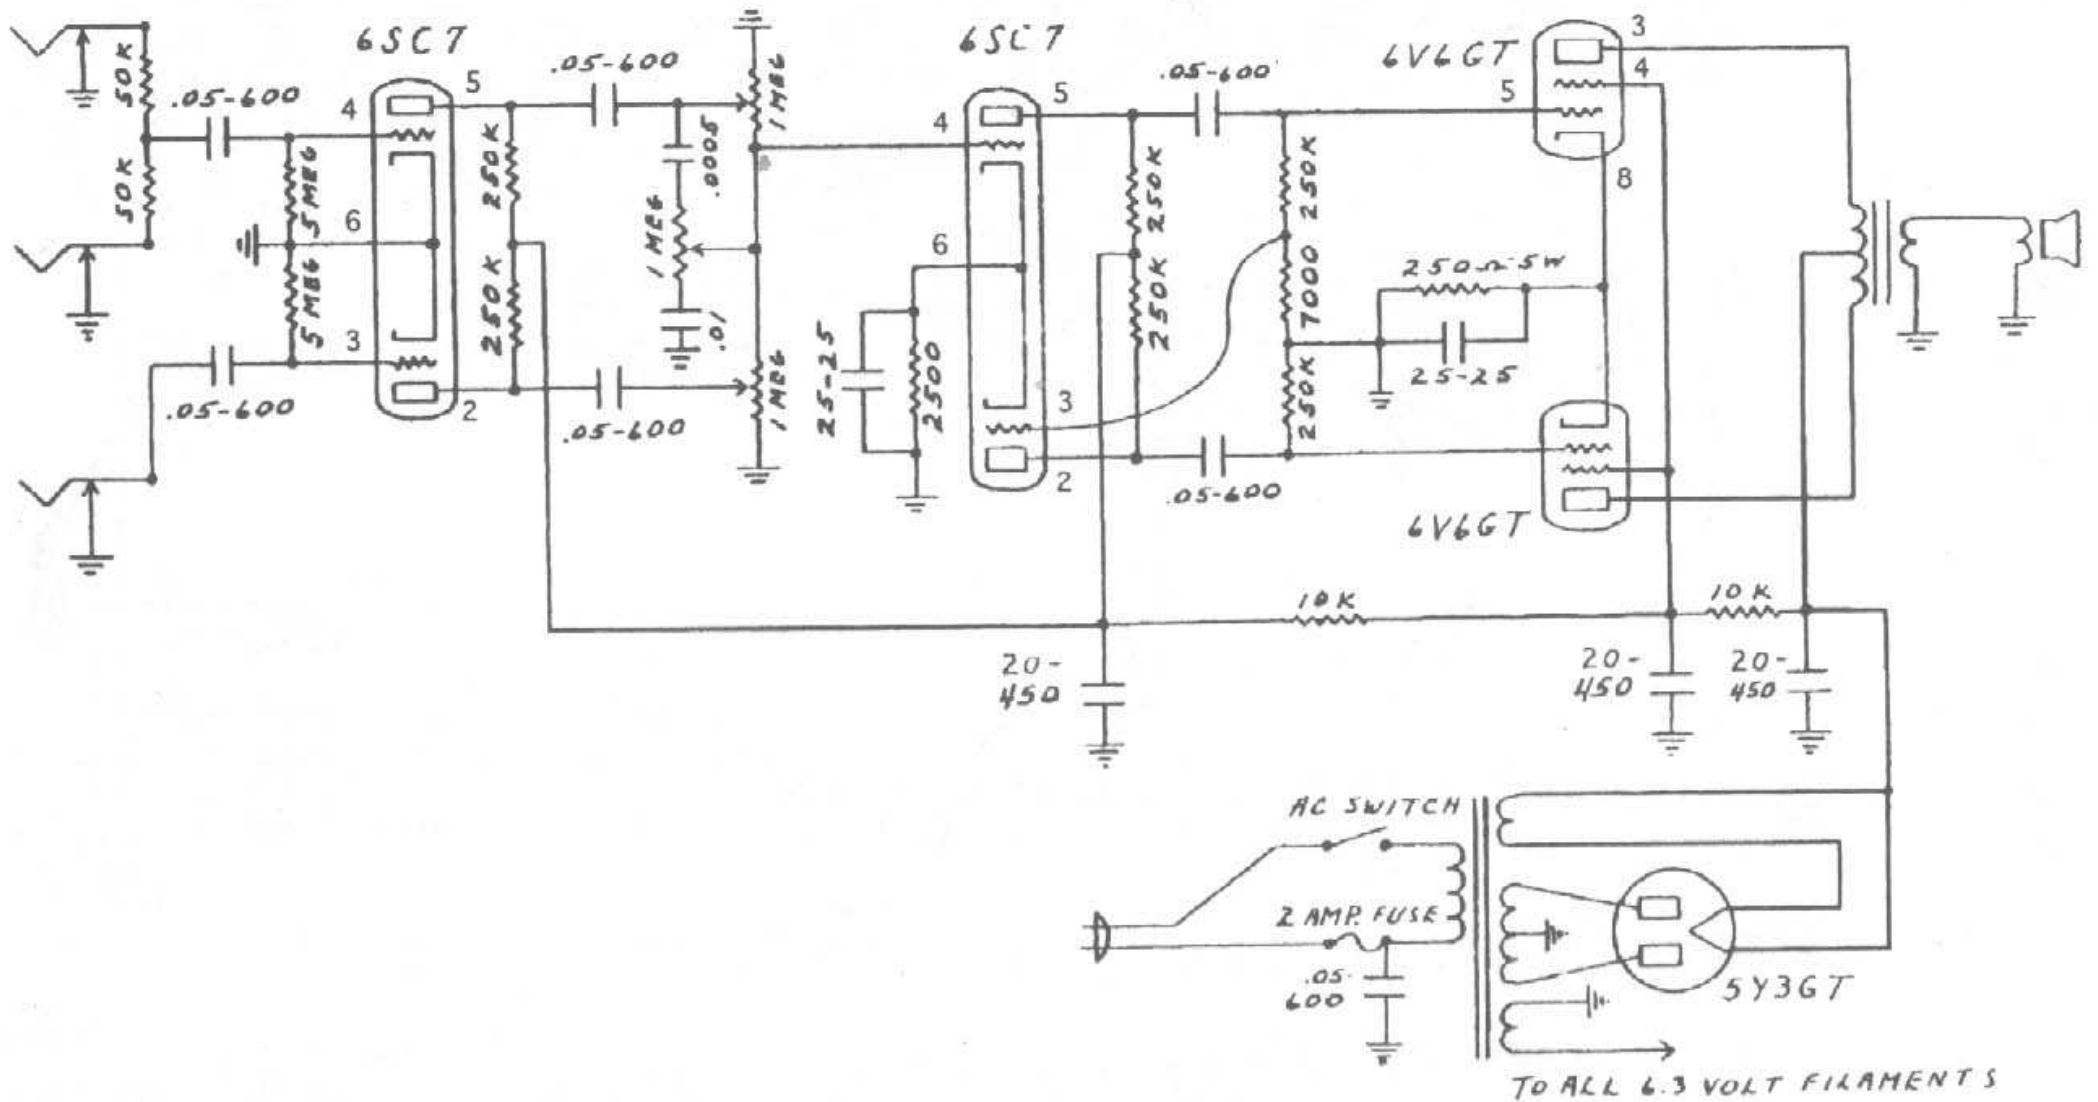 6SC7
6SC7
6V6GT
3
4
5
8
50K
.05-600
50K
4
5
6
3
2
5MEG
5MEG
.05-600
250K
250K
.05-600
.05-600
.0005
1 MEG
.01
1 MEG
1 MEG
4
5
6
3
2
25-25
2500
250K
250K
.05-600
.05-600
250K
7000
250K
250Ω-5W
25-25
6V6GT
10K
10K
20-
450
20-
450
20-
450
AC SWITCH
2 AMP. FUSE
.05-
600
5Y3GT
TO ALL 6.3 VOLT FILAMENTS